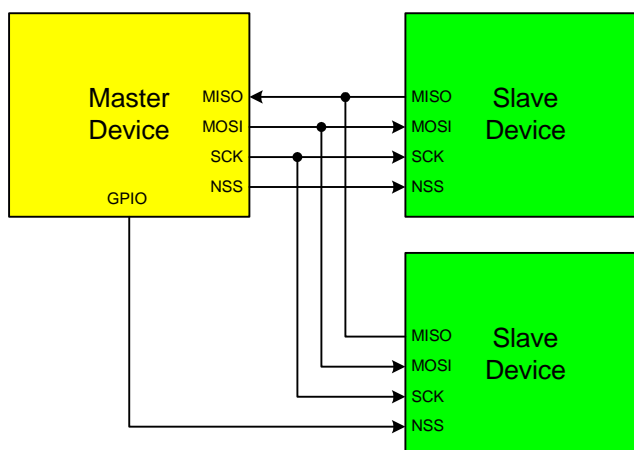 Master
Device
MISO
MOSI
SCK
NSS
GPIO
MISO
MOSI
SCK
NSS
Slave
Device
MISO
MOSI
SCK
NSS
Slave
Device